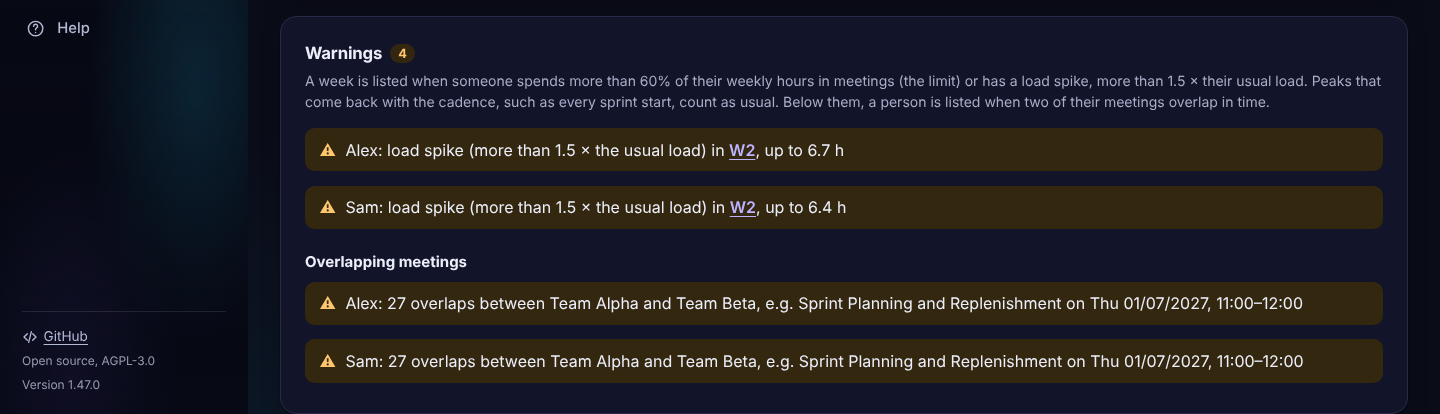 Help
Warnings 4
A week is listed when someone spends more than 60% of their weekly hours in meetings (the limit) or has a load spike, more than 1.5 × their usual load. Peaks that
come back with the cadence, such as every sprint start, count as usual. Below them, a person is listed when two of their meetings overlap in time.
Alex: load spike (more than 1.5 × the usual load) in W2, up to 6.7 h
Sam: load spike (more than 1.5 × the usual load) in W2, up to 6.4 h
Overlapping meetings
Alex: 27 overlaps between Team Alpha and Team Beta, e.g. Sprint Planning and Replenishment on Thu 01/07/2027, 11:00–12:00
Sam: 27 overlaps between Team Alpha and Team Beta, e.g. Sprint Planning and Replenishment on Thu 01/07/2027, 11:00–12:00
GitHub
Open source, AGPL-3.0
Version 1.47.0